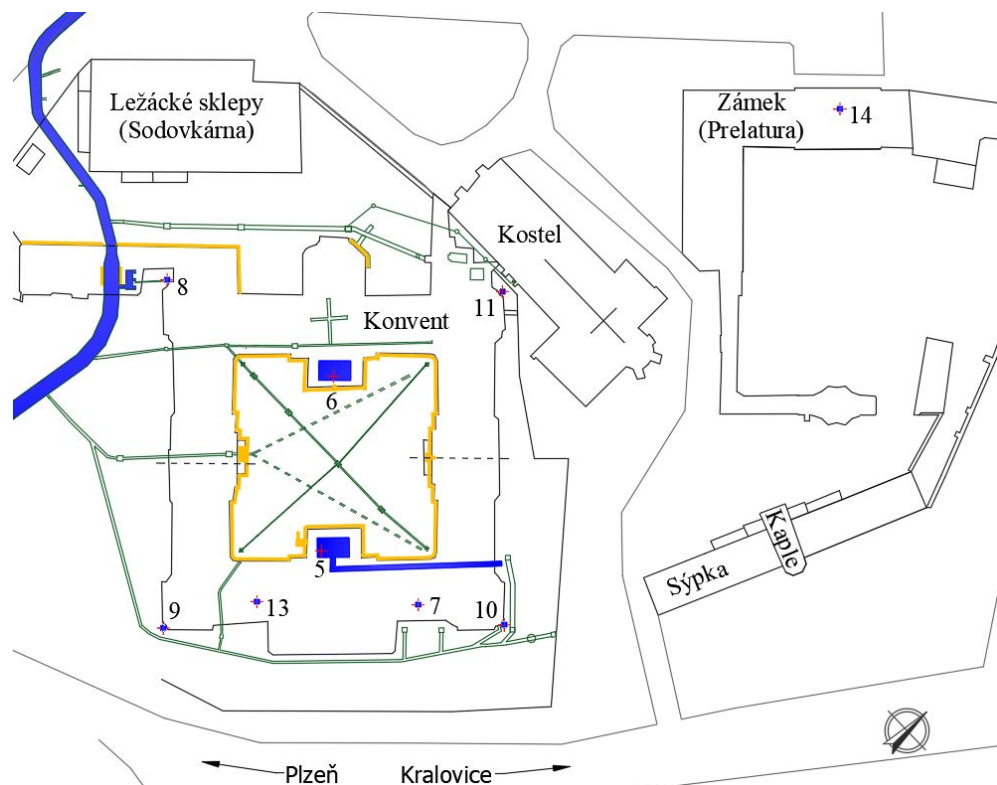 Ležácké sklepy
(Sodovkárna)
Zámek
(Prelatura)
14
Kostel
8
11
Konvent
6
5
Kaple
Sýpka
9
13
7
10
Plzeň
Kralovice